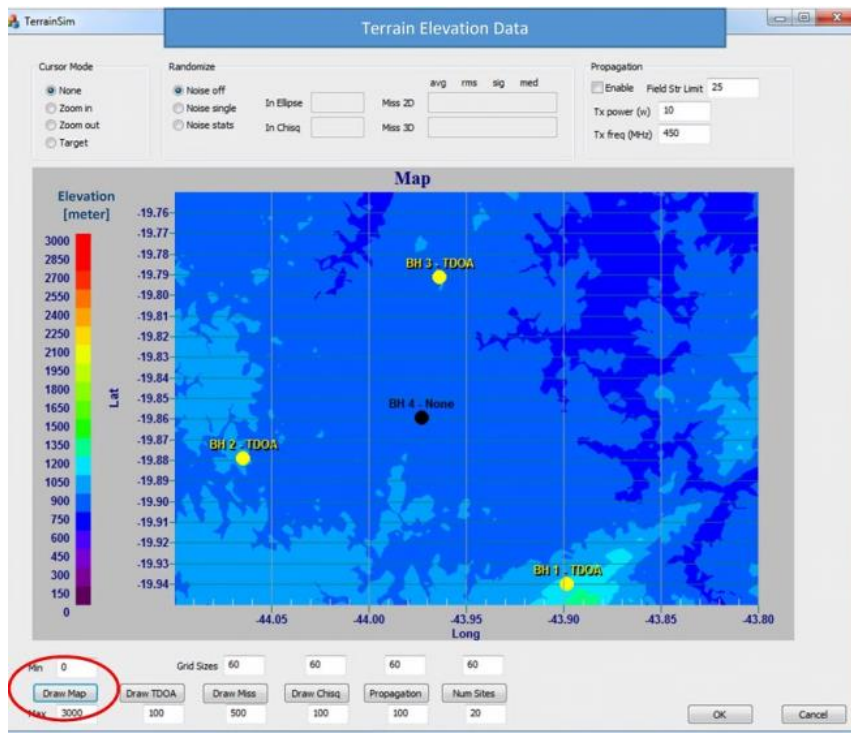 TerrainSim
Terrain Elevation Data
Cursor Mode
None
Zoom in
Zoom out
Target
Randomize
Noise off
Noise single
Noise stats
avg rms sig med
In Ellipse
Miss 2D
In Chisq
Miss 3D
Propagation
Enable Field Str Limit 25
Tx power (w) 10
Tx freq (MHz) 450
Map
Elevation
[meter]
3000
2850
2700
2550
2400
2250
2100
1950
1800
1650
1500
1350
1200
1050
900
750
600
450
300
150
0
Lat
-19.76
-19.77
-19.78
-19.79
-19.80
-19.81
-19.82
-19.83
-19.84
-19.85
-19.86
-19.87
-19.88
-19.89
-19.90
-19.91
-19.92
-19.93
-19.94
BH 3 - TDOA
BH 4 - None
BH 2 - TDOA
BH 1 - TDOA
-44.05 -44.00 -43.95 -43.90 -43.85 -43.80
Long
Min 0 Grid Sizes 60 60 60 60
Draw Map Draw TDOA Draw Miss Draw Chisq Propagation Num Sites
Max 3000 100 500 100 100 20 OK Cancel